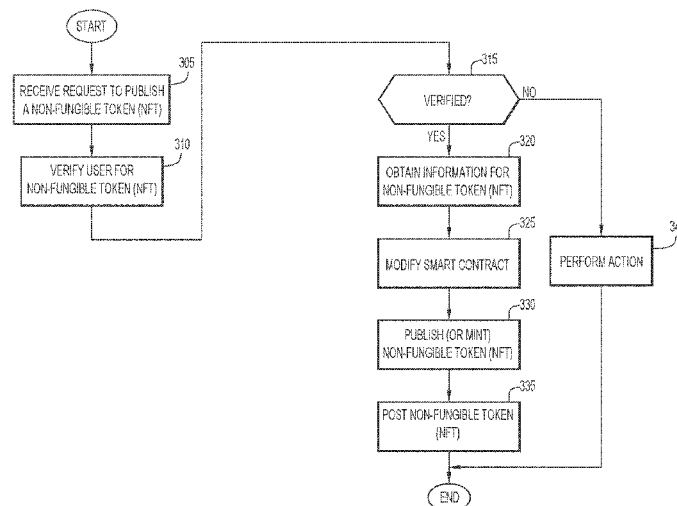 START
305
RECEIVE REQUEST TO PUBLISH
A NON-FUNGIBLE TOKEN (NFT)
310
VERIFY USER FOR
NON-FUNGIBLE TOKEN (NFT)
315
VERIFIED?
NO
YES
320
OBTAIN INFORMATION FOR
NON-FUNGIBLE TOKEN (NFT)
325
MODIFY SMART CONTRACT
PERFORM ACTION
330
PUBLISH (OR MINT)
NON-FUNGIBLE TOKEN (NFT)
335
POST NON-FUNGIBLE TOKEN
(NFT)
END